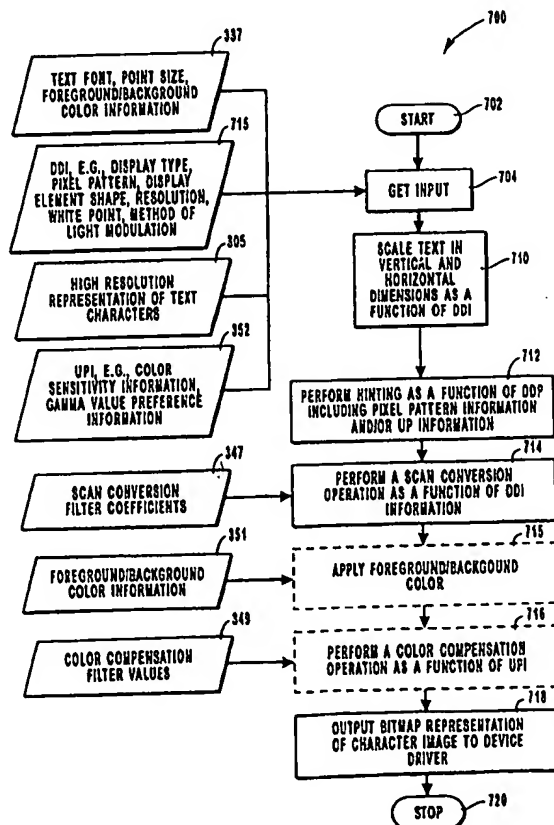 700
337
TEXT FONT, POINT SIZE,
FOREGROUND/BACKGROUND
COLOR INFORMATION
715
DDI, E.G., DISPLAY TYPE,
PIXEL PATTERN, DISPLAY
ELEMENT SHAPE, RESOLUTION,
WHITE POINT, METHOD OF
LIGHT MODULATION
305
HIGH RESOLUTION
REPRESENTATION OF TEXT
CHARACTERS
352
UPI, E.G., COLOR
SENSITIVITY INFORMATION,
GAMMA VALUE PREFERENCE
INFORMATION
347
SCAN CONVERSION
FILTER COEFFICIENTS
351
FOREGROUND/BACKGROUND
COLOR INFORMATION
349
COLOR COMPENSATION
FILTER VALUES
702
START
704
GET INPUT
710
SCALE TEXT IN
VERTICAL AND
HORIZONTAL
DIMENSIONS AS A
FUNCTION OF DDI
712
PERFORM HINTING AS A FUNCTION OF DDP
INCLUDING PIXEL PATTERN INFORMATION
AND/OR UP INFORMATION
714
PERFORM A SCAN CONVERSION
OPERATION AS A FUNCTION OF DDI
INFORMATION
715
APPLY FOREGROUND/BACKGOUND
COLOR
716
PERFORM A COLOR COMPENSATION
OPERATION AS A FUNCTION OF UPI
718
OUTPUT BITMAP REPRESENTATION
OF CHARACTER IMAGE TO DEVICE
DRIVER
720
STOP